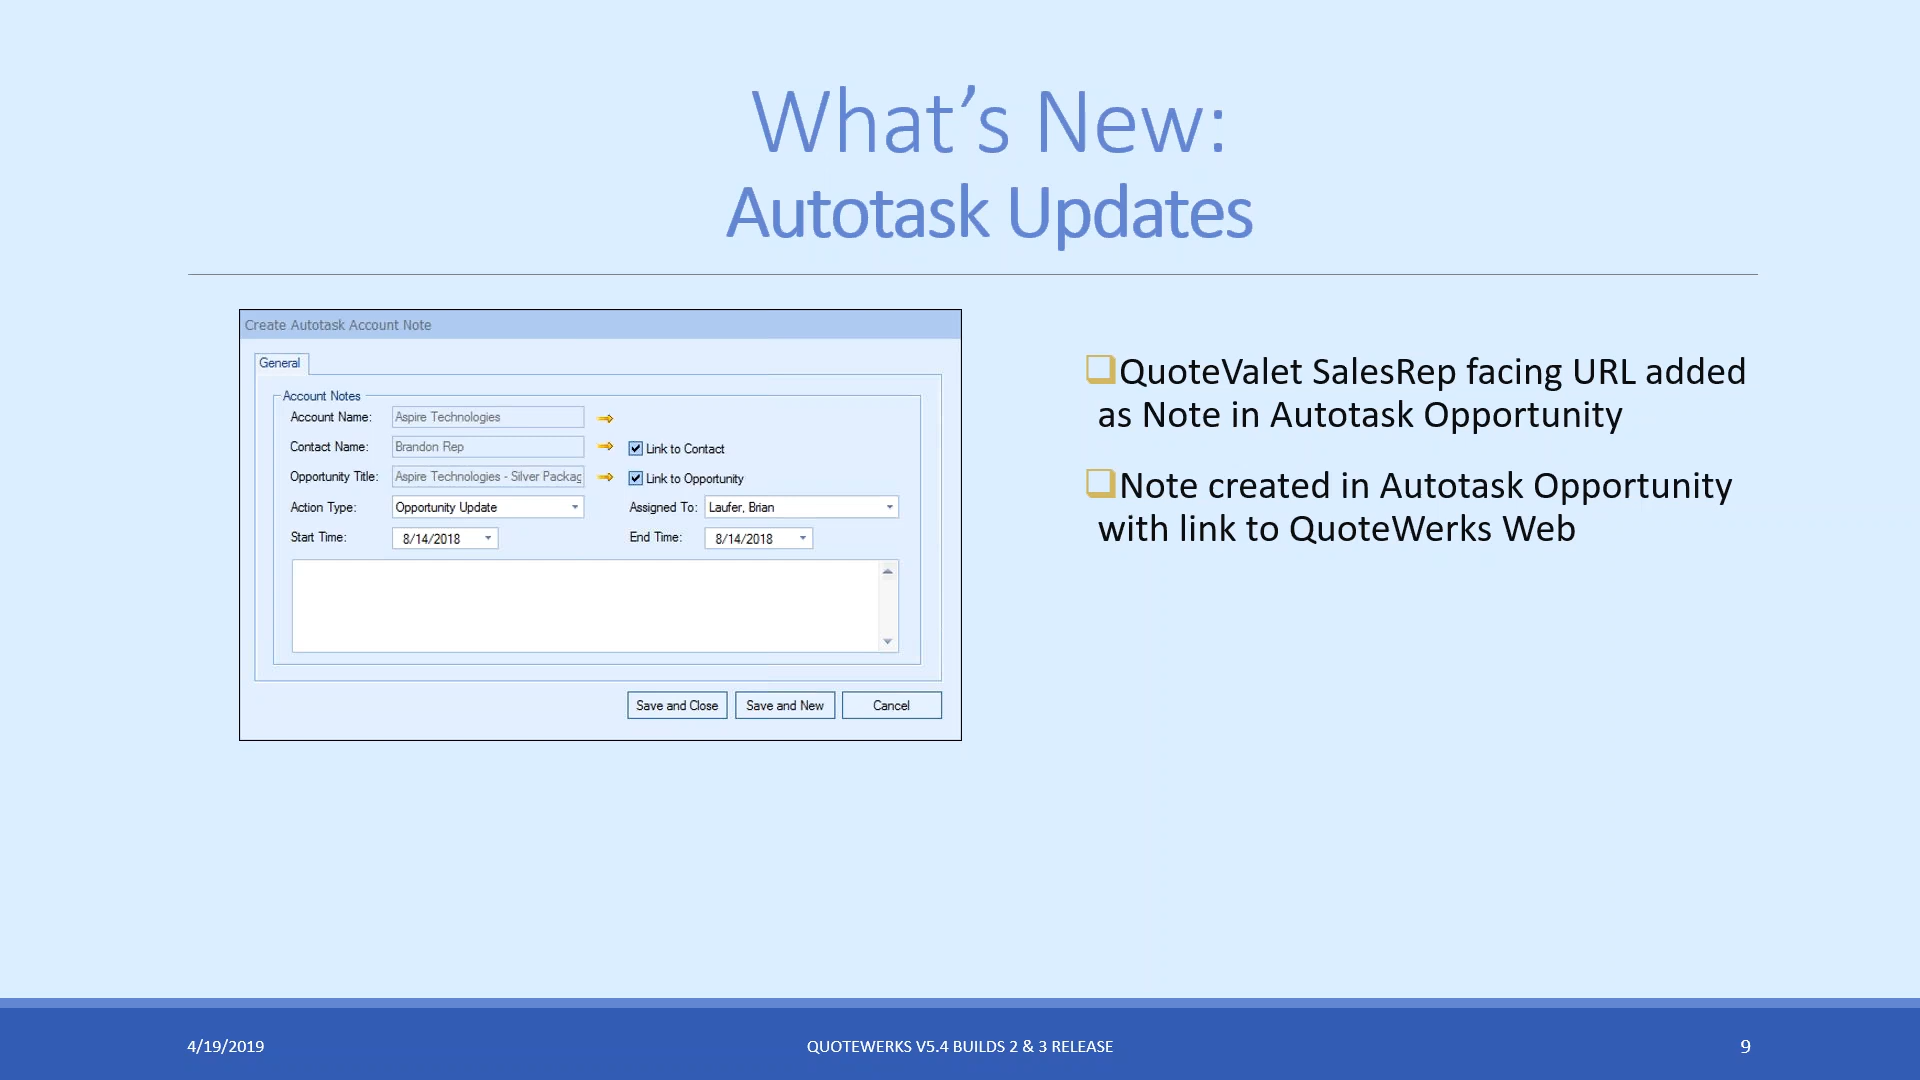 What’s New:
Autotask Updates
Create Autotask Account Note
General
Account Notes
Account Name: Aspire Technologies
Contact Name: Brandon Rep Link to Contact
Opportunity Title: Aspire Technologies - Silver Packag Link to Opportunity
Action Type: Opportunity Update Assigned To: Laufer, Brian
Start Time: 8/14/2018 End Time: 8/14/2018
Save and Close Save and New Cancel
QuoteValet SalesRep facing URL added
as Note in Autotask Opportunity
Note created in Autotask Opportunity
with link to QuoteWerks Web
4/19/2019 QUOTEWERKS V5.4 BUILDS 2 & 3 RELEASE 9